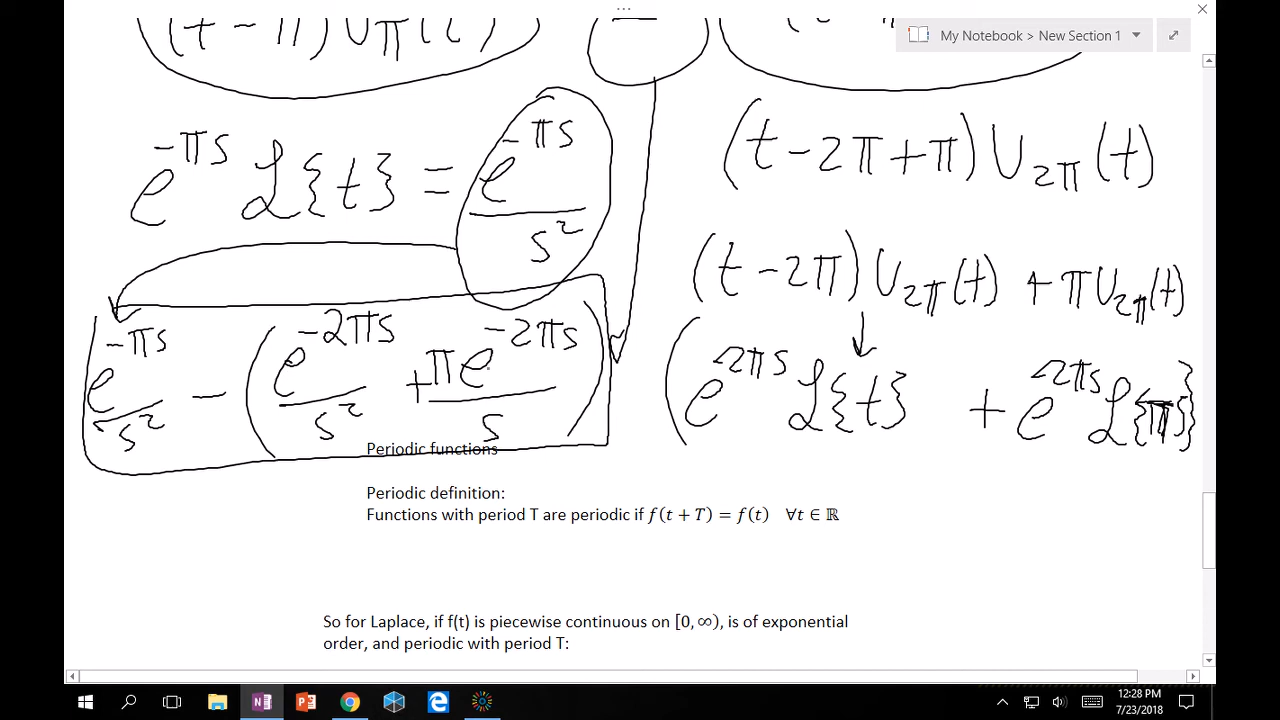 ...
My Notebook > New Section 1
(t-π)Uπ(t)
e^{-πs} ℒ{t} = e^{-πs}/s²
(t-2π+π)U_{2π}(t)
(t-2π)U_{2π}(t) + πU_{2π}(t)
e^{-πs}/s² - (e^{-2πs}/s² + πe^{-2πs}/s)
(e^{-2πs} ℒ{t} + e^{-2πs} ℒ{π}
Periodic functions
Periodic definition:
Functions with period T are periodic if f(t + T) = f(t) ∀t ∈ ℝ
So for Laplace, if f(t) is piecewise continuous on [0, ∞), is of exponential
order, and periodic with period T:
12:28 PM
7/23/2018